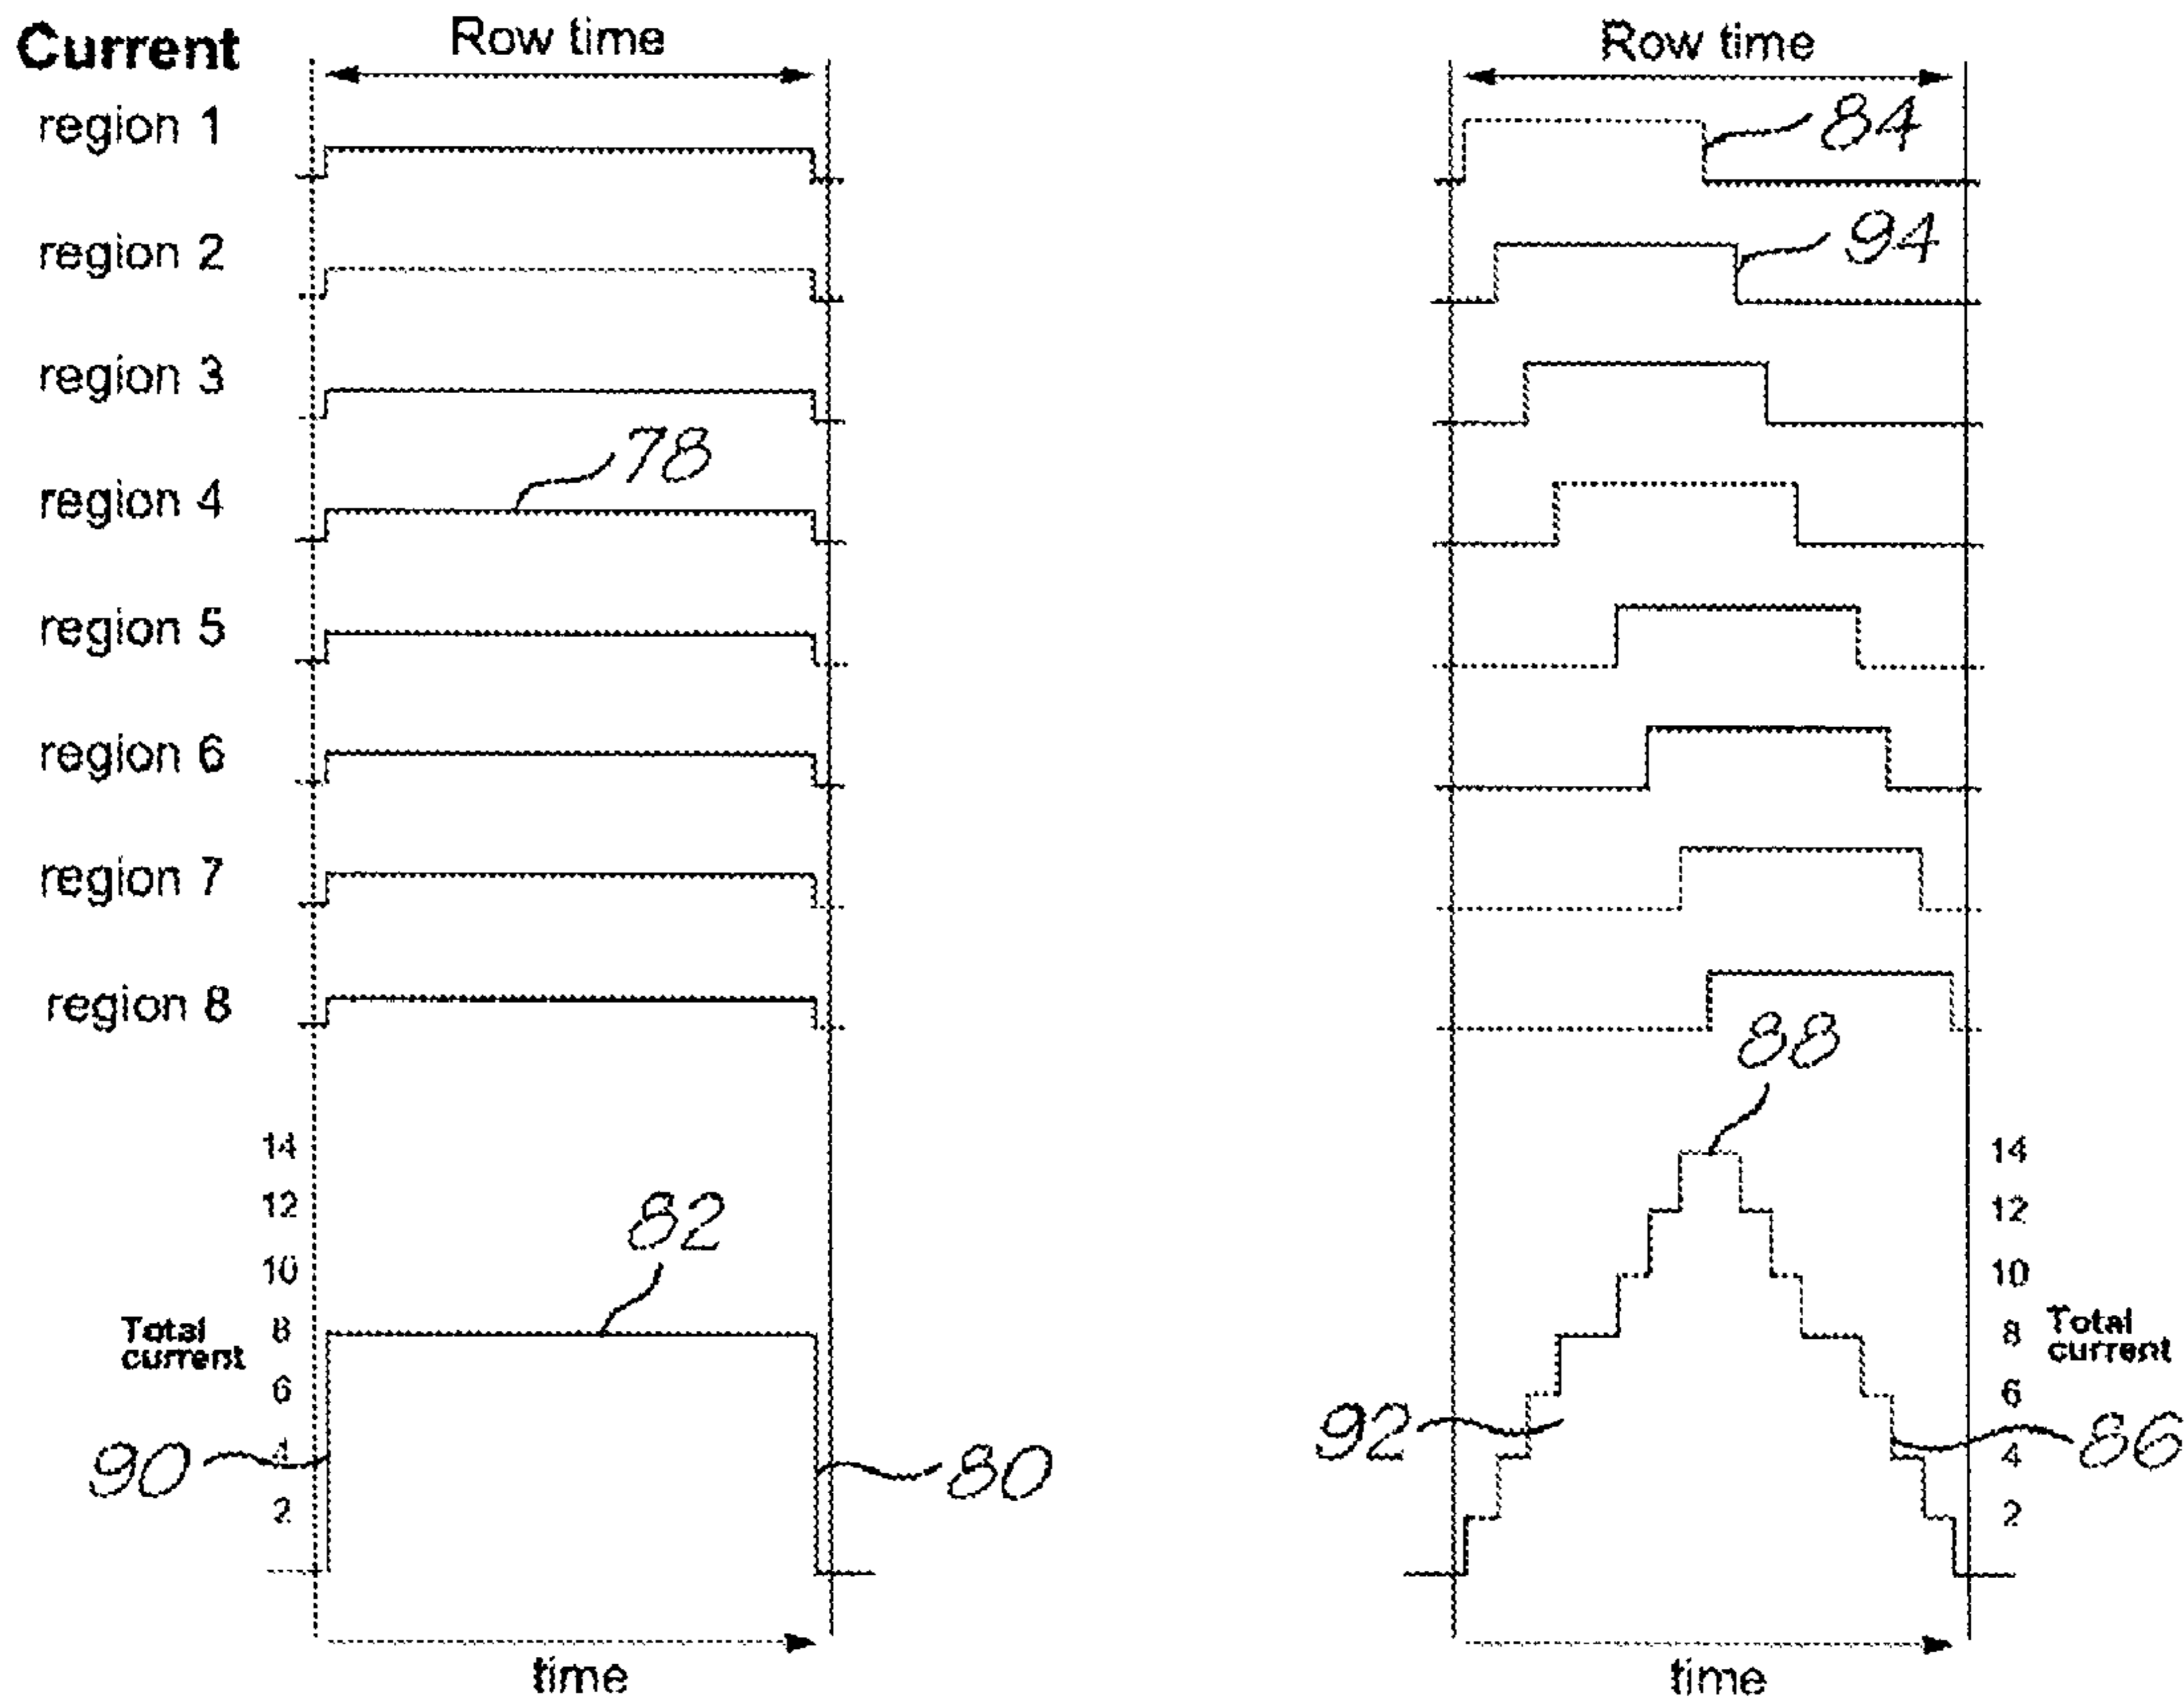 Current
Row time
Row time
region 1
84
region 2
94
region 3
region 4
78
region 5
region 6
region 7
region 8
88
14
14
12
12
82
10
10
Total
current
8
8
Total
current
6
6
90
4
80
92
4
86
2
2
time
time